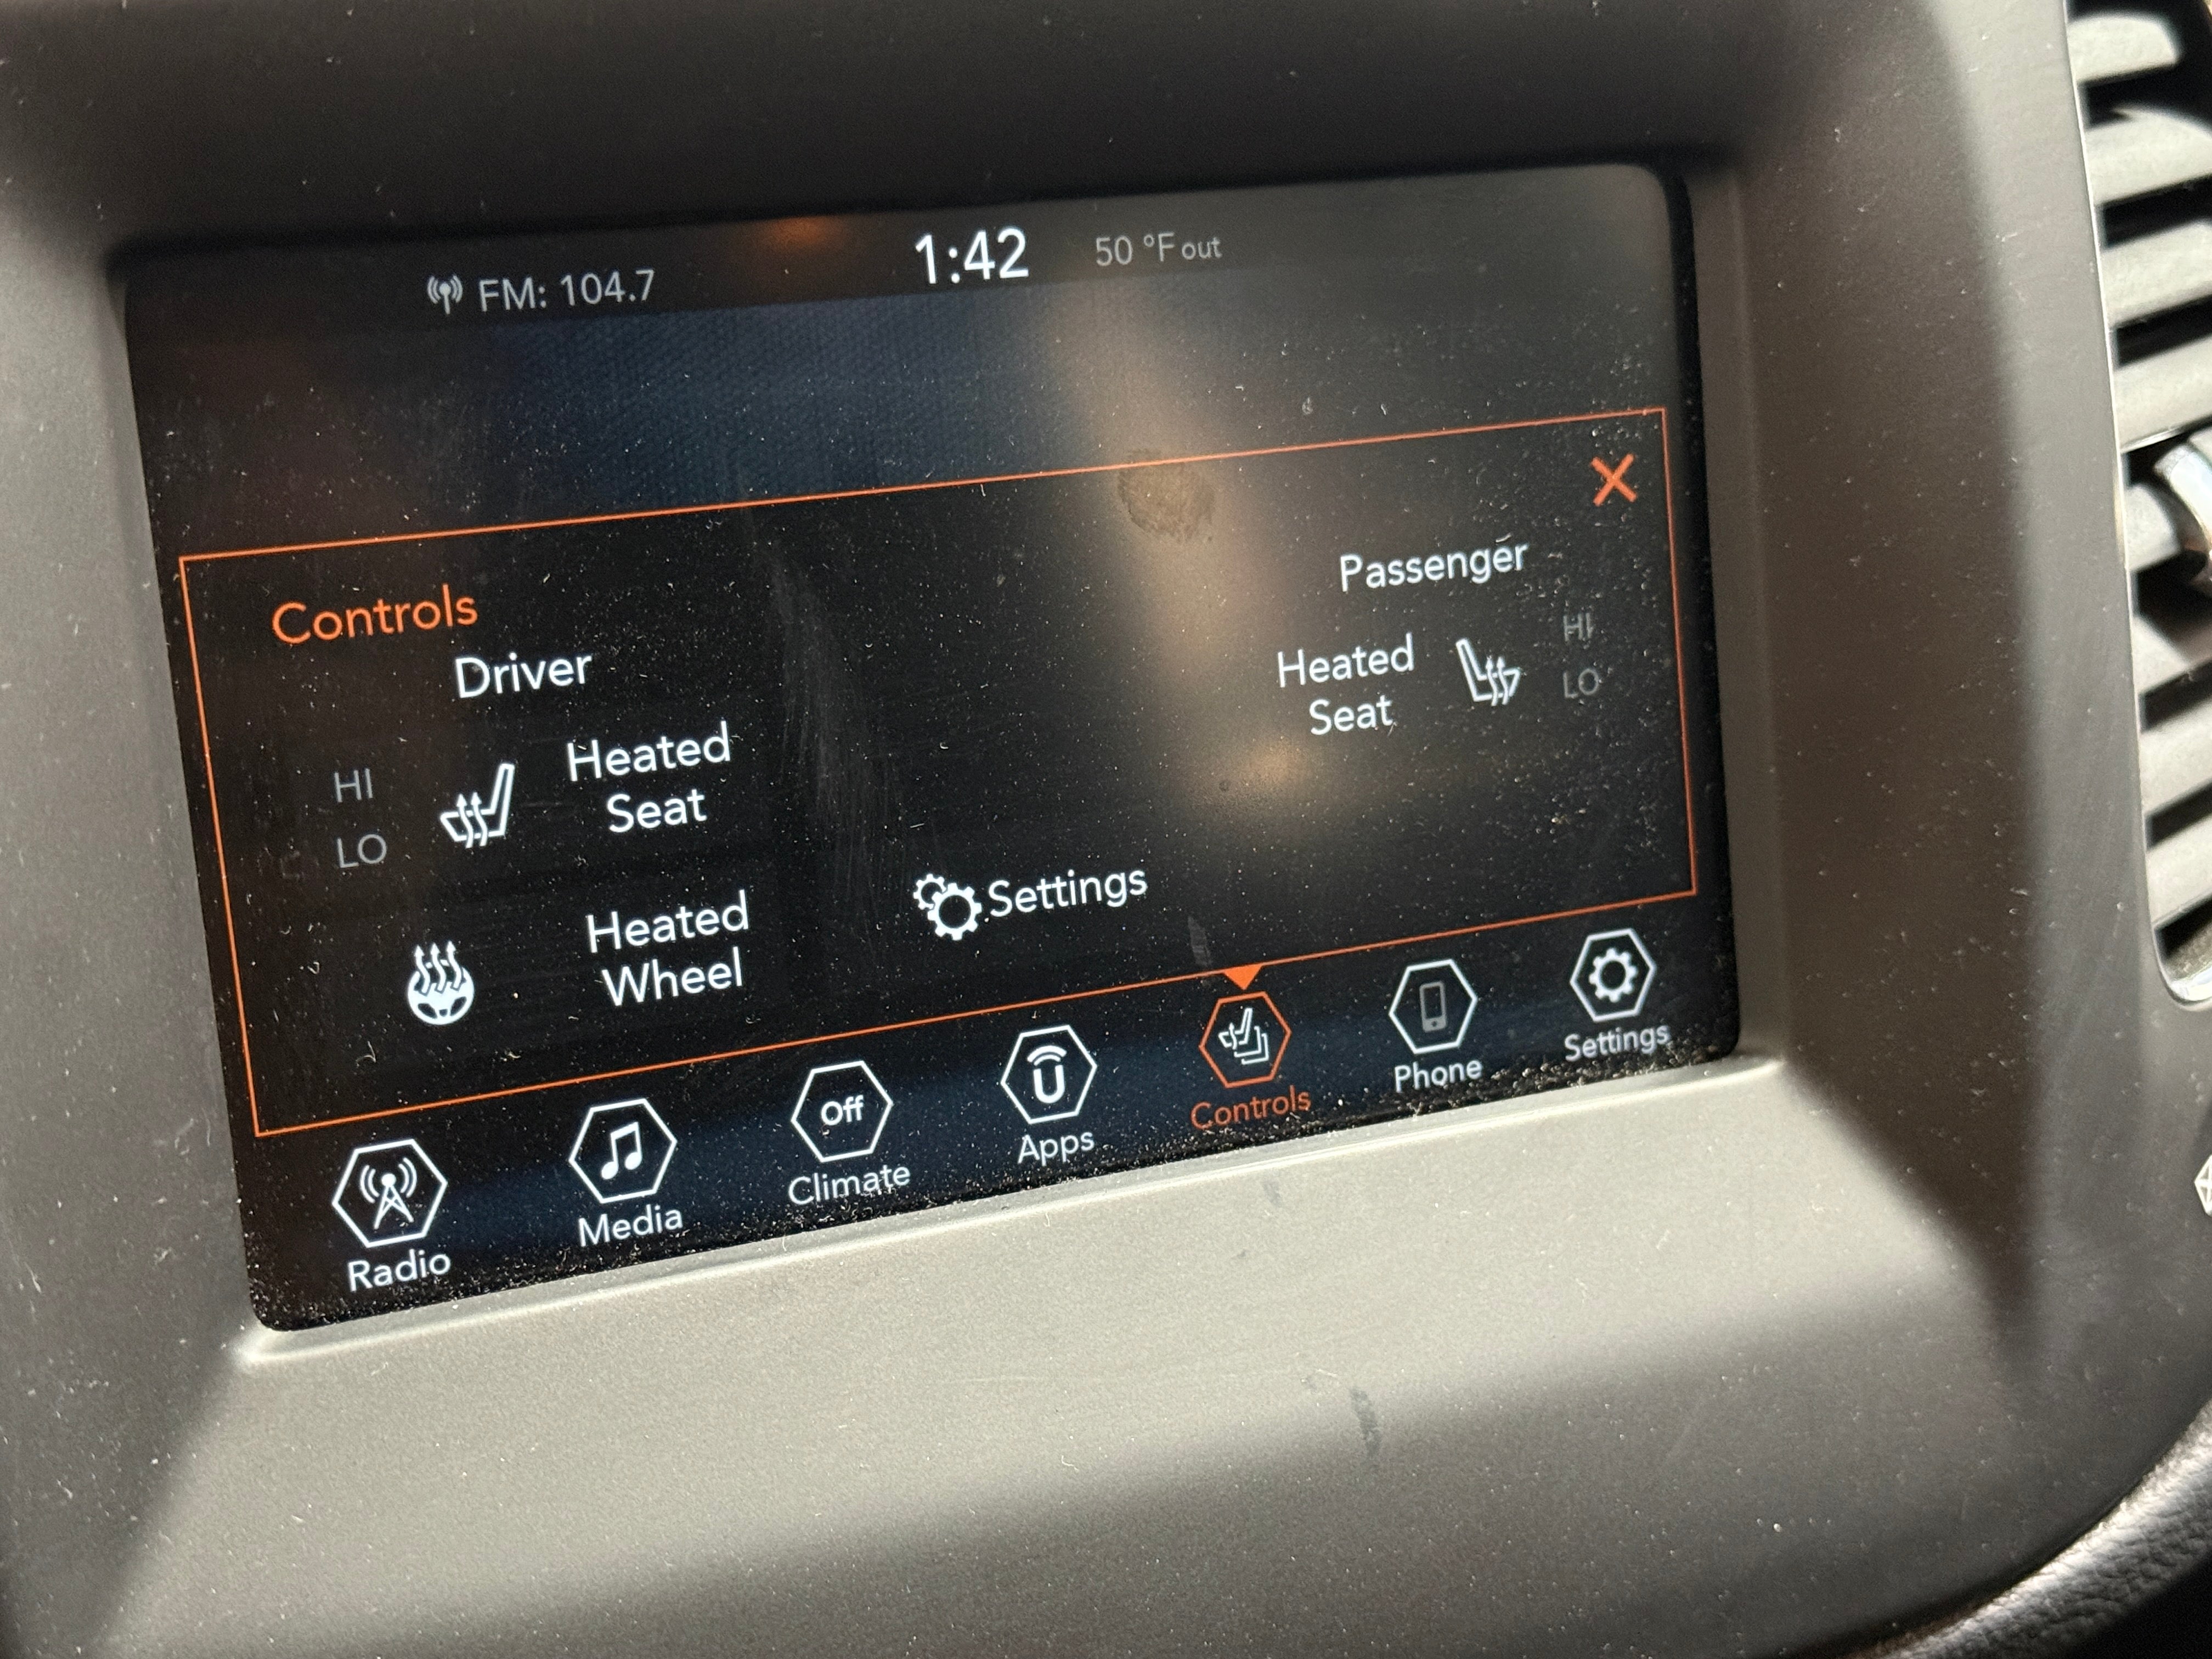 FM: 104.7
1:42
50 °F out
Controls
Driver
Passenger
HI
LO
Heated
Seat
Heated
Seat
HI
LO
Heated
Wheel
Settings
Radio
Media
Off
Climate
Apps
Controls
Phone
Settings